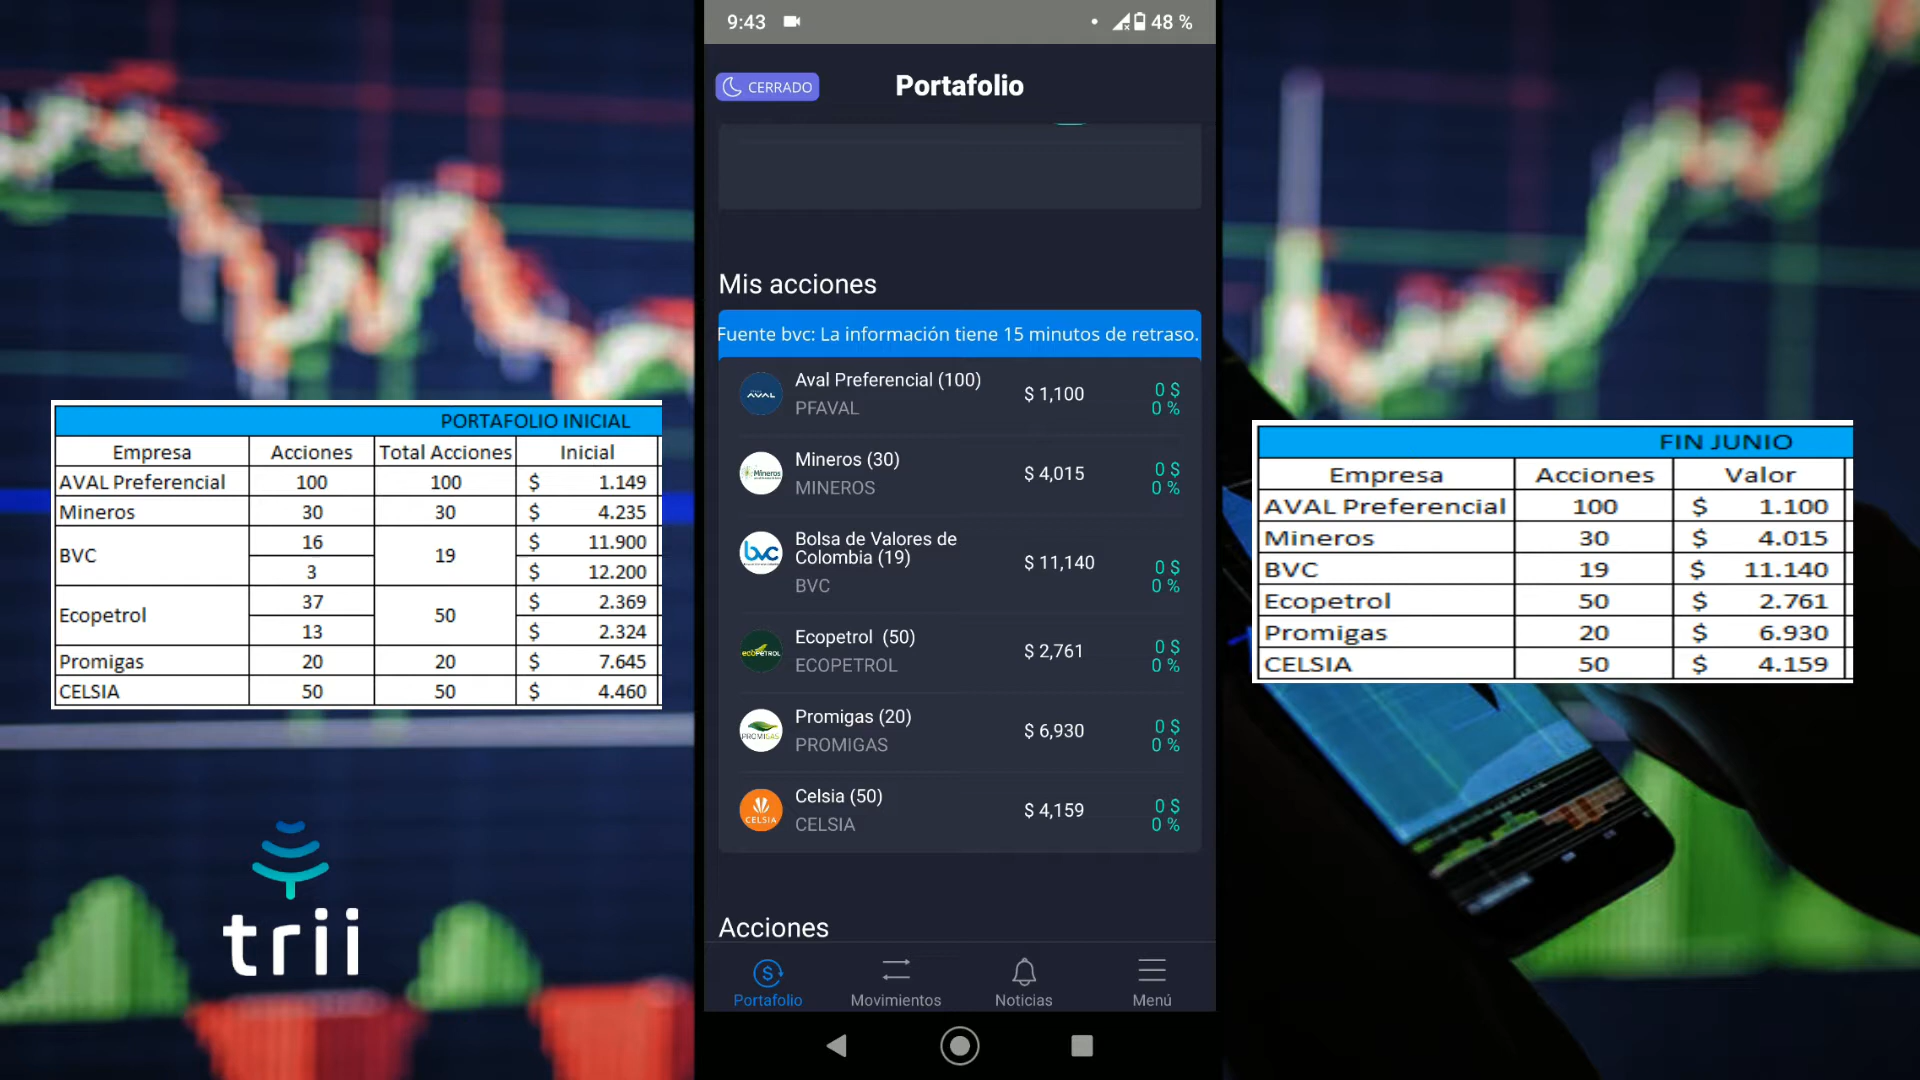 9:43 48 %
CERRADO
Portafolio
Mis acciones
Fuente bvc: La información tiene 15 minutos de retraso.
Aval Preferencial (100) $ 1,100 0 $
PFAVAL 0 %
Mineros (30) $ 4,015 0 $
MINEROS 0 %
Bolsa de Valores de
Colombia (19) $ 11,140 0 $
BVC 0 %
Ecopetrol (50) $ 2,761 0 $
ECOPETROL 0 %
Promigas (20) $ 6,930 0 $
PROMIGAS 0 %
Celsia (50) $ 4,159 0 $
CELSIA 0 %
Acciones
Portafolio Movimientos Noticias Menú
AVAL
Mineros
bvc
ecoPETROL
PROMIGAS
CELSIA
PORTAFOLIO INICIAL
Empresa Acciones Total Acciones Inicial
AVAL Preferencial 100 100 $ 1.149
Mineros 30 30 $ 4.235
BVC 16 19 $ 11.900
3 $ 12.200
Ecopetrol 37 50 $ 2.369
13 $ 2.324
Promigas 20 20 $ 7.645
CELSIA 50 50 $ 4.460
trii
FIN JUNIO
Empresa Acciones Valor
AVAL Preferencial 100 $ 1.100
Mineros 30 $ 4.015
BVC 19 $ 11.140
Ecopetrol 50 $ 2.761
Promigas 20 $ 6.930
CELSIA 50 $ 4.159